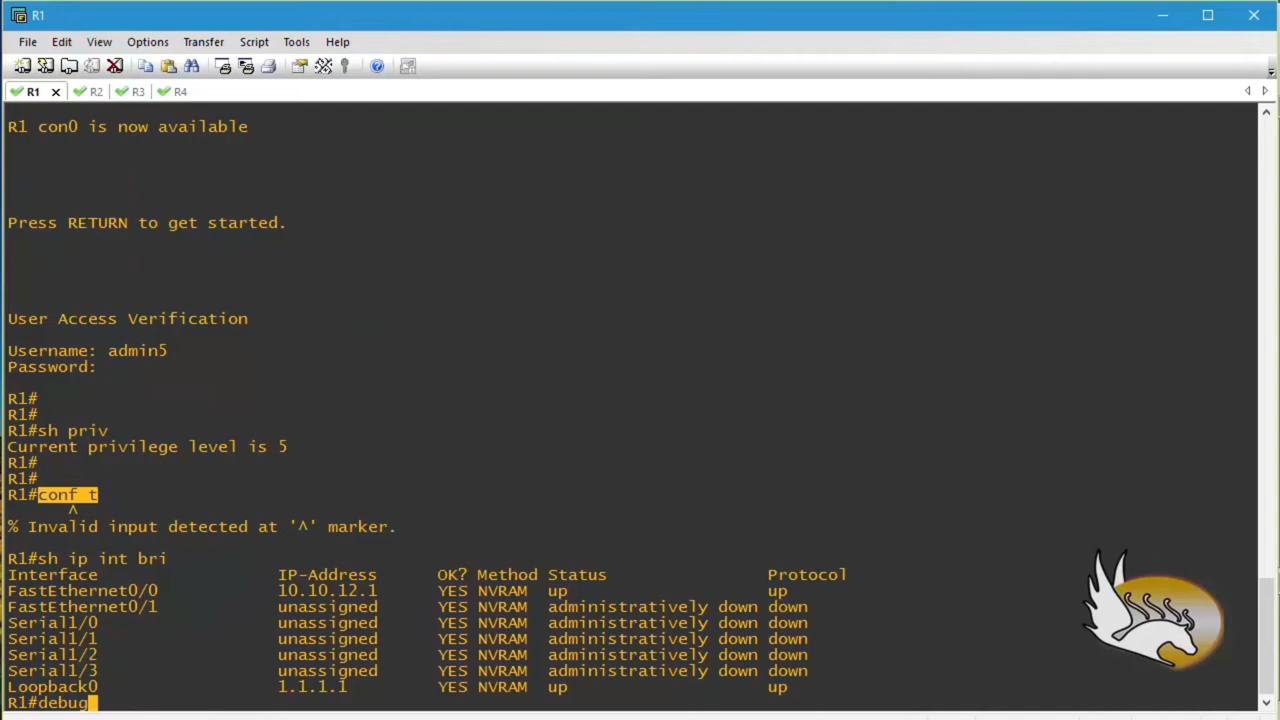 R1
File Edit View Options Transfer Script Tools Help
R1 R2 R3 R4
R1 con0 is now available
Press RETURN to get started.
User Access Verification
Username: admin5
Password:
R1#
R1#
R1#sh priv
Current privilege level is 5
R1#
R1#
R1#conf t
^
% Invalid input detected at '^' marker.
R1#sh ip int bri
Interface IP-Address OK? Method Status Protocol
FastEthernet0/0 10.10.12.1 YES NVRAM up up
FastEthernet0/1 unassigned YES NVRAM administratively down down
Serial1/0 unassigned YES NVRAM administratively down down
Serial1/1 unassigned YES NVRAM administratively down down
Serial1/2 unassigned YES NVRAM administratively down down
Serial1/3 unassigned YES NVRAM administratively down down
Loopback0 1.1.1.1 YES NVRAM up up
R1#debug